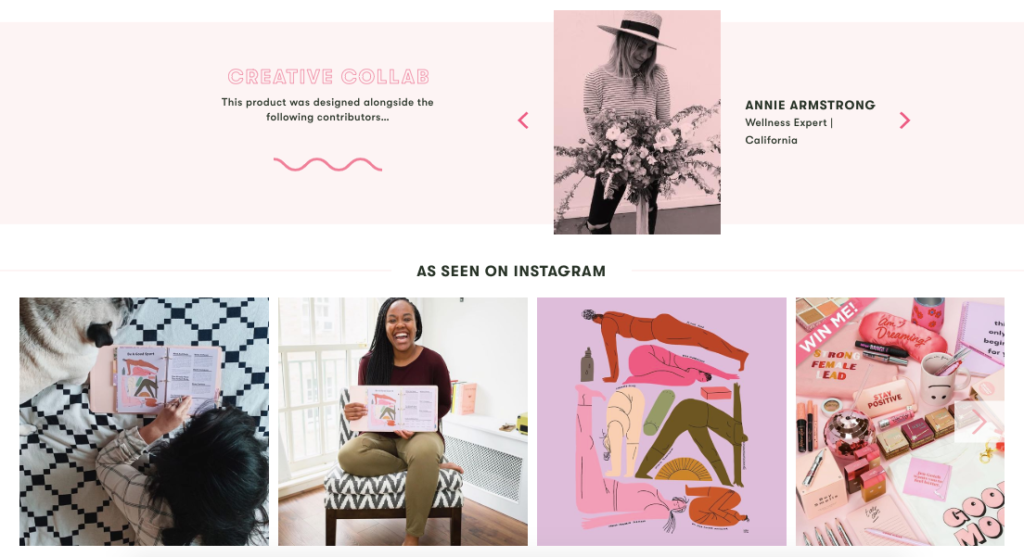 CREATIVE COLLAB
This product was designed alongside the
following contributors...
ANNIE ARMSTRONG
Wellness Expert |
California
AS SEEN ON INSTAGRAM
WIN ME!
Am I
Dreaming?
BANG!
STRONG
FEMALE
LEAD
STAY
POSITIVE
GOOD